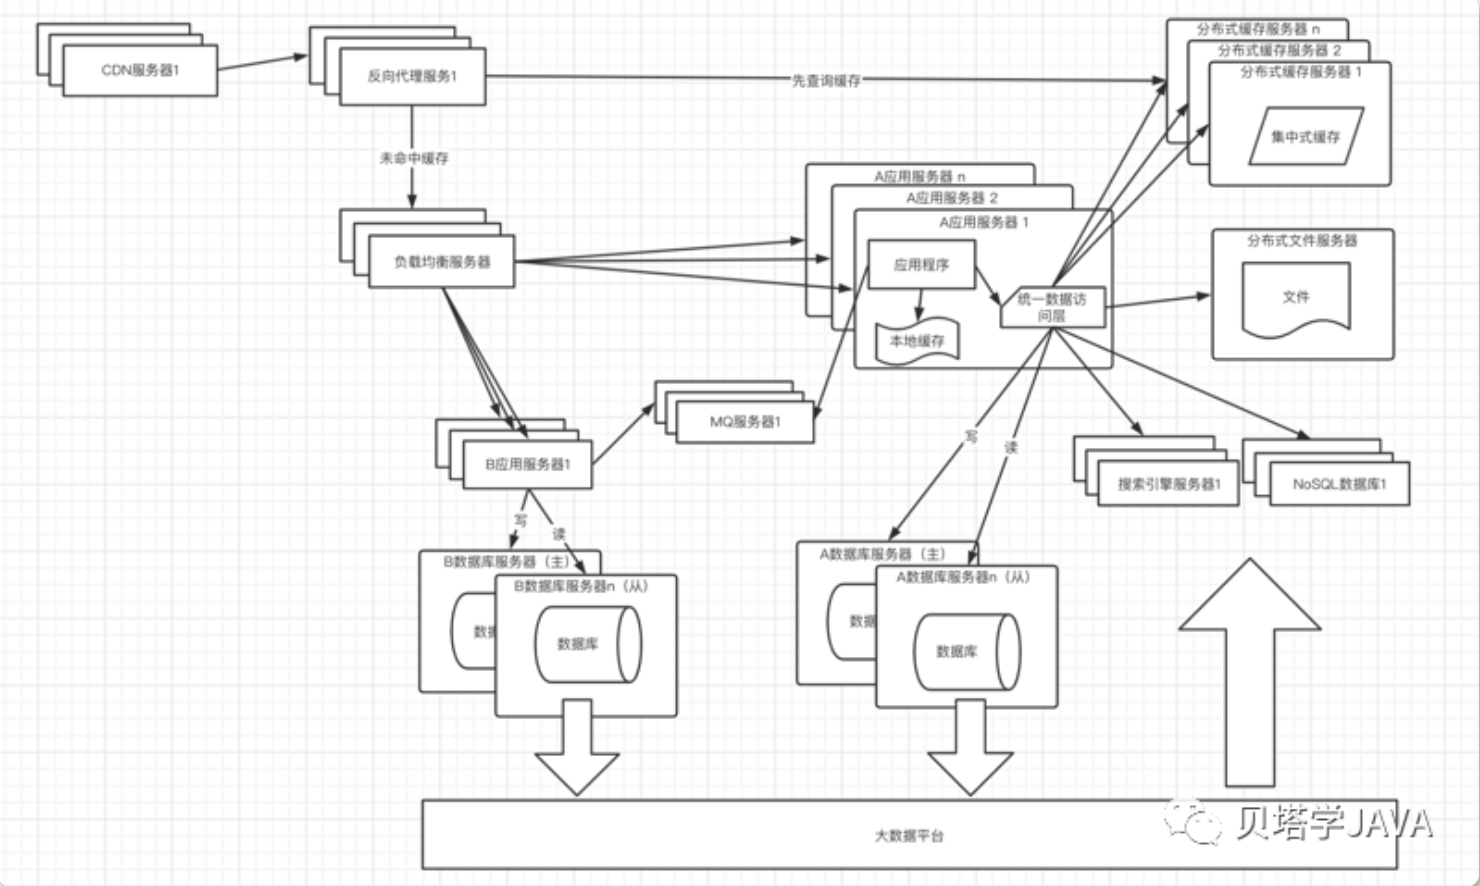 分布式缓存服务器 n
分布式缓存服务器 2
分布式缓存服务器 1
集中式缓存
CDN服务器1
反向代理服务1
先查询缓存
未命中缓存
A应用服务器 n
A应用服务器 2
A应用服务器 1
应用程序
本地缓存
统一数据访
问层
分布式文件服务器
文件
负载均衡服务器
MQ服务器1
B应用服务器1
写
读
写
读
搜索引擎服务器1
NoSQL数据库1
B数据库服务器（主）
数据
B数据库服务器n（从）
数据库
A数据库服务器（主）
数据
A数据库服务器n（从）
数据库
大数据平台
贝塔学JAVA